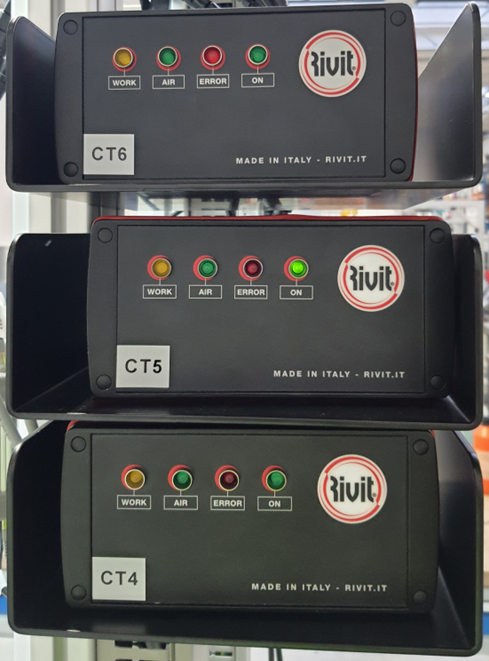 WORK AIR ERROR ON
Rivit
CT6
MADE IN ITALY - RIVIT.IT
WORK AIR ERROR ON
Rivit
CT5
MADE IN ITALY - RIVIT.IT
WORK AIR ERROR ON
Rivit
CT4
MADE IN ITALY - RIVIT.IT